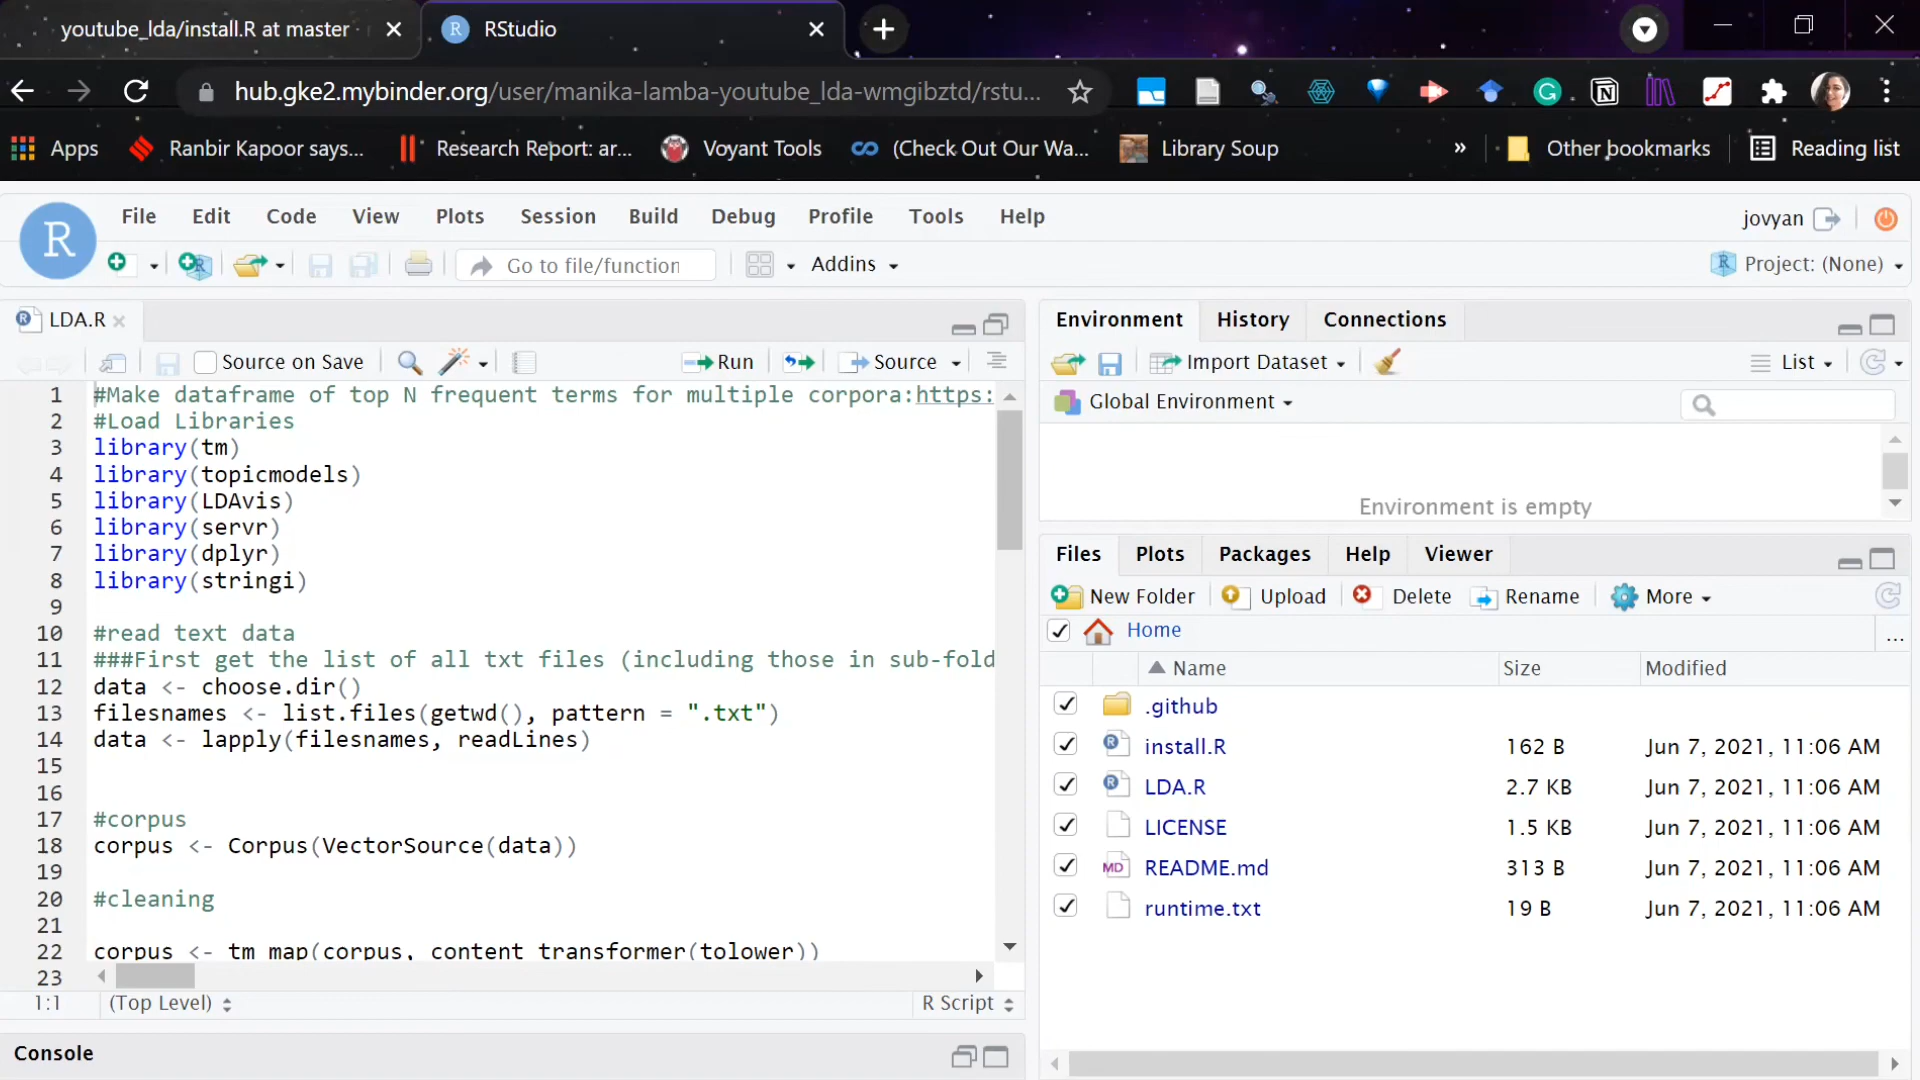 youtube_lda/install.R at master
RStudio
hub.gke2.mybinder.org/user/manika-lamba-youtube_lda-wmgibztd/rstu...
Apps
Ranbir Kapoor says...
Research Report: ar...
Voyant Tools
(Check Out Our Wa...
Library Soup
»
Other bookmarks
Reading list
R
File Edit Code View Plots Session Build Debug Profile Tools Help
jovyan
Go to file/function
Addins
Project: (None)
LDA.R
Source on Save
Run
Source
1 #Make dataframe of top N frequent terms for multiple corpora:https:
2 #Load Libraries
3 library(tm)
4 library(topicmodels)
5 library(LDAvis)
6 library(servr)
7 library(dplyr)
8 library(stringi)
9
10 #read text data
11 ###First get the list of all txt files (including those in sub-fold
12 data <- choose.dir()
13 filesnames <- list.files(getwd(), pattern = ".txt")
14 data <- lapply(filesnames, readLines)
15
16
17 #corpus
18 corpus <- Corpus(VectorSource(data))
19
20 #cleaning
21
22 corpus <- tm_map(corpus, content_transformer(tolower))
23
1:1 (Top Level) R Script
Console
Environment History Connections
Import Dataset
List
Global Environment
Environment is empty
Files Plots Packages Help Viewer
New Folder Upload Delete Rename More
Home ...
Name Size Modified
.github
install.R 162 B Jun 7, 2021, 11:06 AM
LDA.R 2.7 KB Jun 7, 2021, 11:06 AM
LICENSE 1.5 KB Jun 7, 2021, 11:06 AM
README.md 313 B Jun 7, 2021, 11:06 AM
runtime.txt 19 B Jun 7, 2021, 11:06 AM